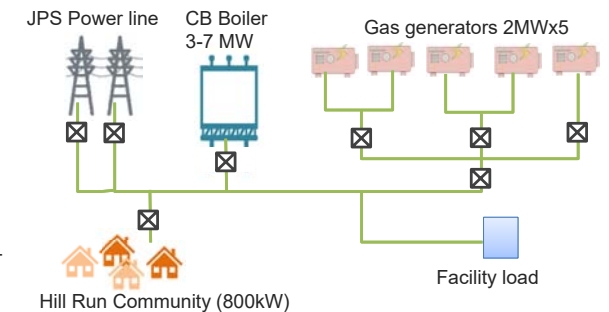 JPS Power line
CB Boiler
3-7 MW
Gas generators 2MWx5
Facility load
Hill Run Community (800kW)